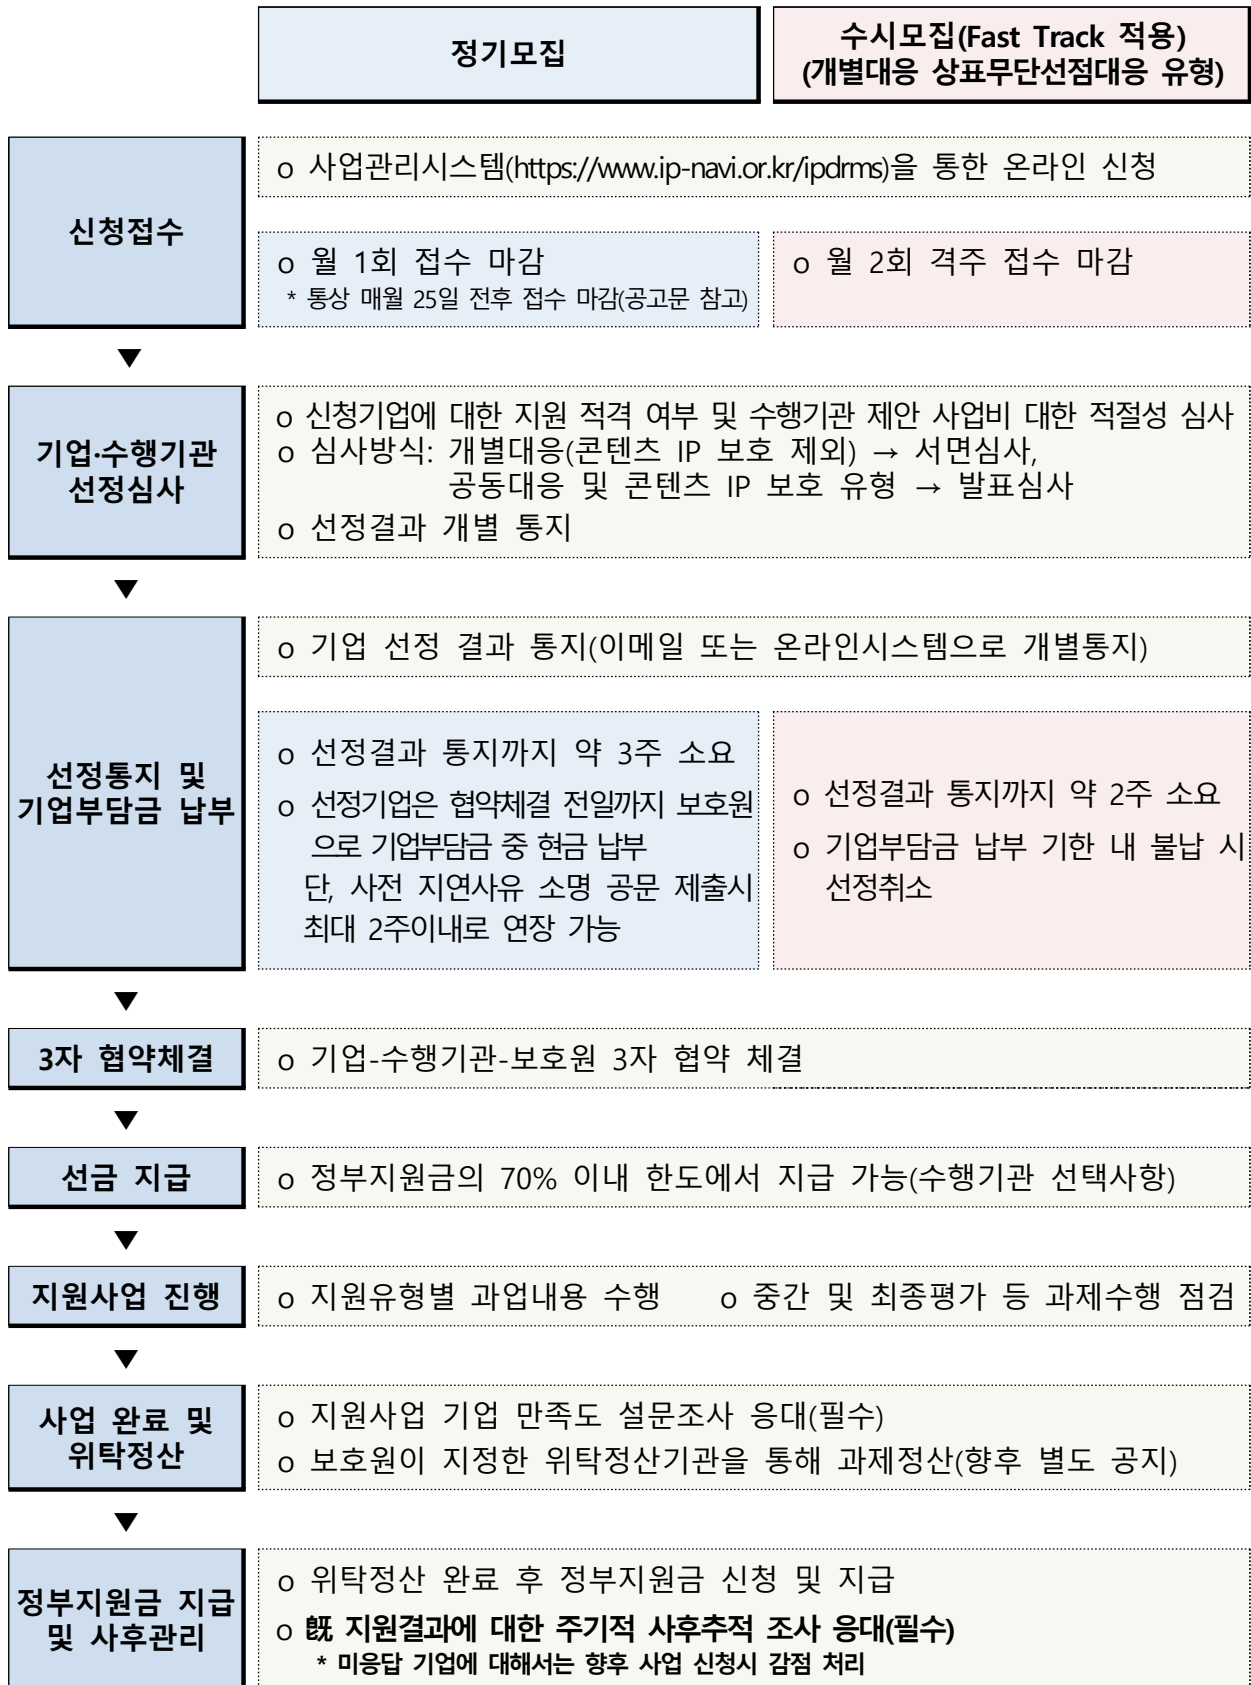 정기모집
수시모집(Fast Track 적용)
(개별대응 상표무단선점대응 유형)
신청접수
o 사업관리시스템(https://www.ip-navi.or.kr/ipdrms)을 통한 온라인 신청
o 월 1회 접수 마감
* 통상 매월 25일 전후 접수 마감(공고문 참고)
o 월 2회 격주 접수 마감
▼
기업·수행기관
선정심사
o 신청기업에 대한 지원 적격 여부 및 수행기관 제안 사업비 대한 적절성 심사
o 심사방식: 개별대응(콘텐츠 IP 보호 제외) → 서면심사,
공동대응 및 콘텐츠 IP 보호 유형 → 발표심사
o 선정결과 개별 통지
▼
선정통지 및
기업부담금 납부
o 기업 선정 결과 통지(이메일 또는 온라인시스템으로 개별통지)
o 선정결과 통지까지 약 3주 소요
o 선정기업은 협약체결 전일까지 보호원
으로 기업부담금 중 현금 납부
단, 사전 지연사유 소명 공문 제출시
최대 2주이내로 연장 가능
o 선정결과 통지까지 약 2주 소요
o 기업부담금 납부 기한 내 불납 시
선정취소
▼
3자 협약체결
o 기업-수행기관-보호원 3자 협약 체결
▼
선금 지급
o 정부지원금의 70% 이내 한도에서 지급 가능(수행기관 선택사항)
▼
지원사업 진행
o 지원유형별 과업내용 수행 o 중간 및 최종평가 등 과제수행 점검
▼
사업 완료 및
위탁정산
o 지원사업 기업 만족도 설문조사 응대(필수)
o 보호원이 지정한 위탁정산기관을 통해 과제정산(향후 별도 공지)
▼
정부지원금 지급
및 사후관리
o 위탁정산 완료 후 정부지원금 신청 및 지급
o 旣 지원결과에 대한 주기적 사후추적 조사 응대(필수)
* 미응답 기업에 대해서는 향후 사업 신청시 감점 처리